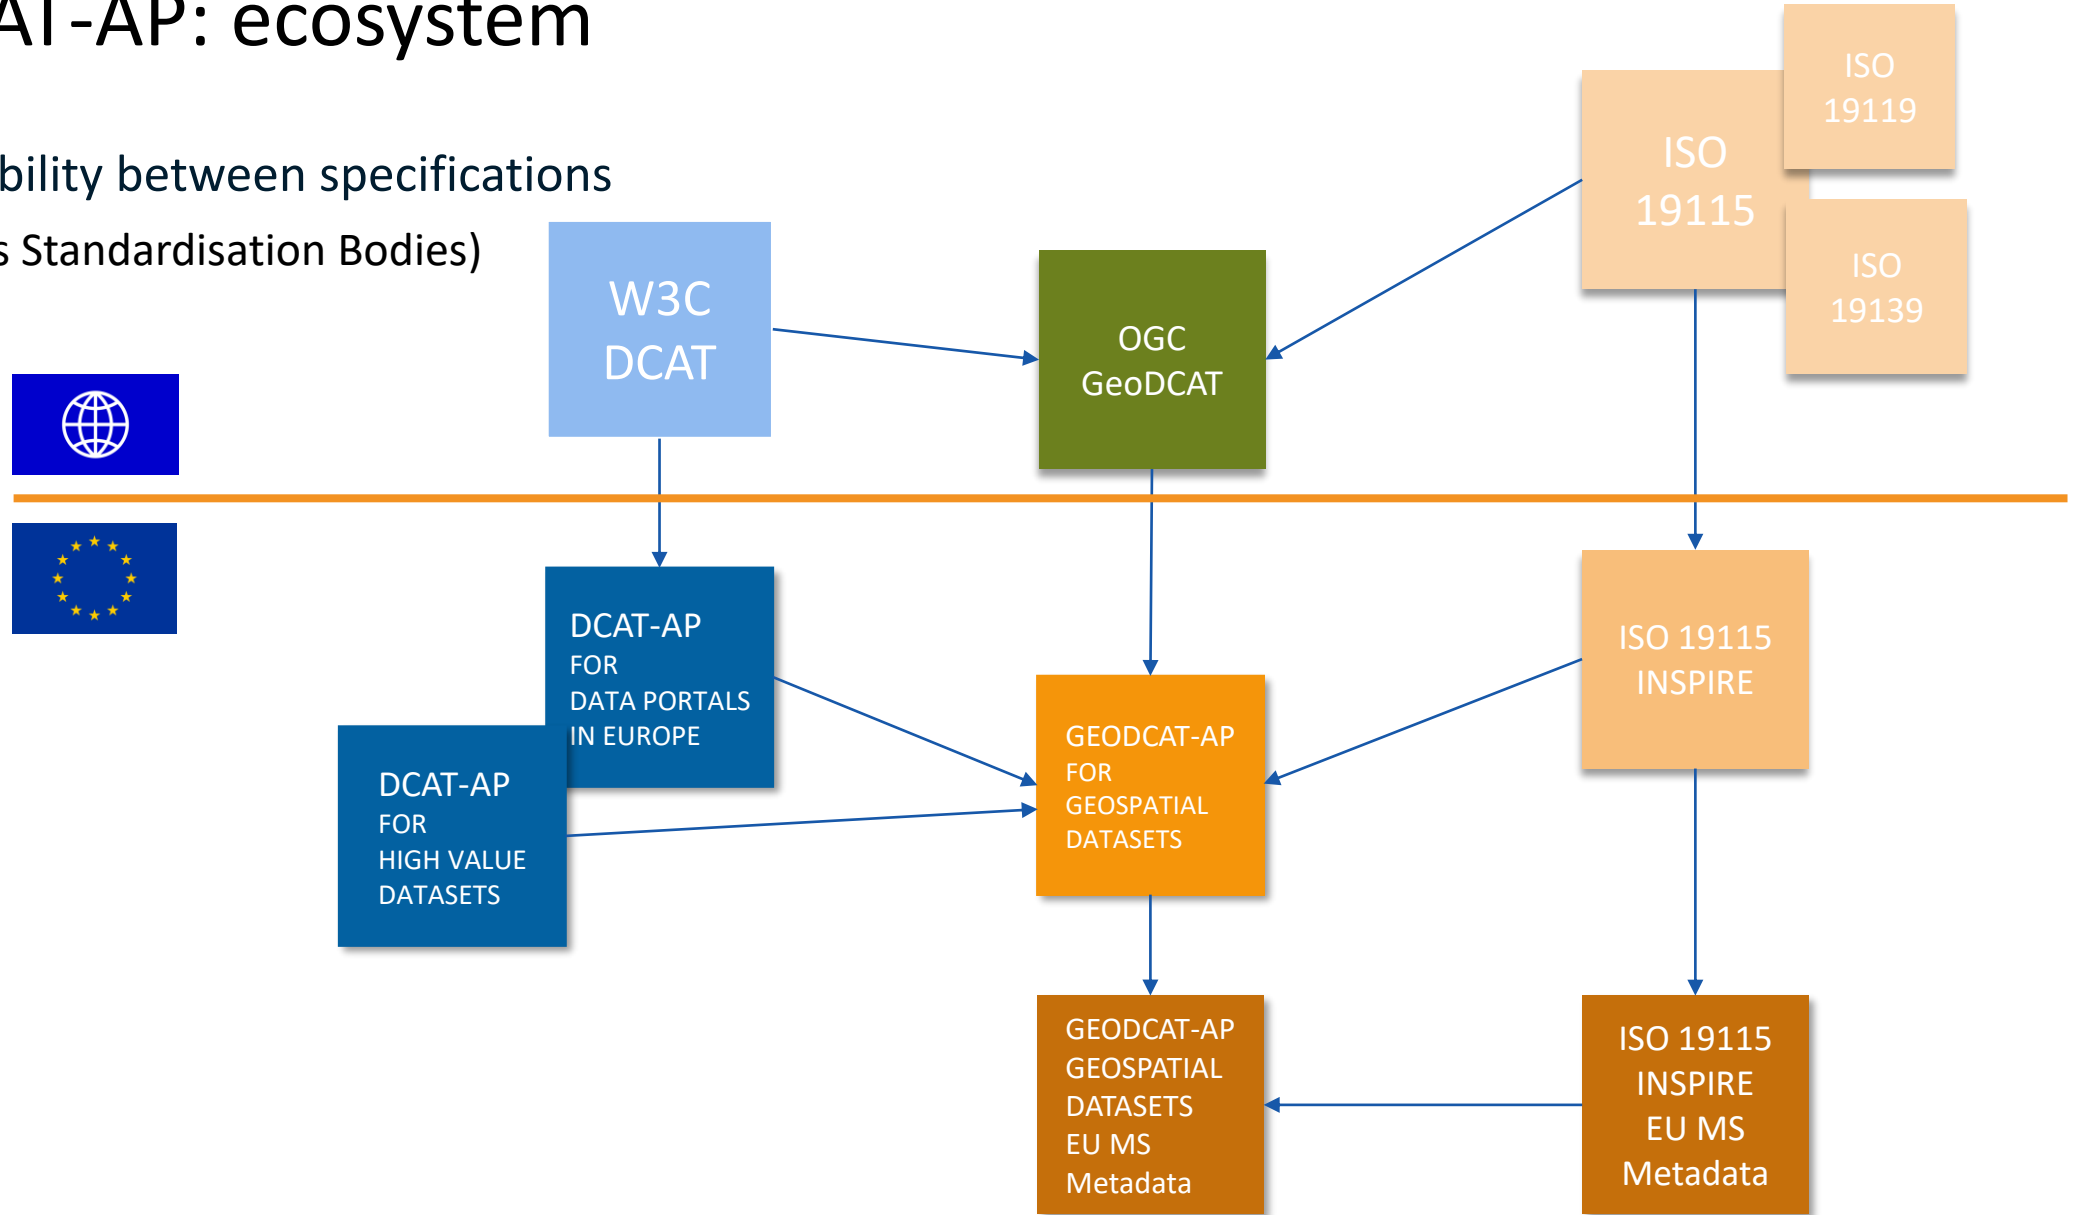 AT-AP: ecosystem
bility between specifications
s Standardisation Bodies)
ISO
19119
ISO
19115
ISO
19139
W3C
DCAT
OGC
GeoDCAT
DCAT-AP
FOR
DATA PORTALS
IN EUROPE
DCAT-AP
FOR
HIGH VALUE
DATASETS
GEODCAT-AP
FOR
GEOSPATIAL
DATASETS
ISO 19115
INSPIRE
GEODCAT-AP
GEOSPATIAL
DATASETS
EU MS
Metadata
ISO 19115
INSPIRE
EU MS
Metadata